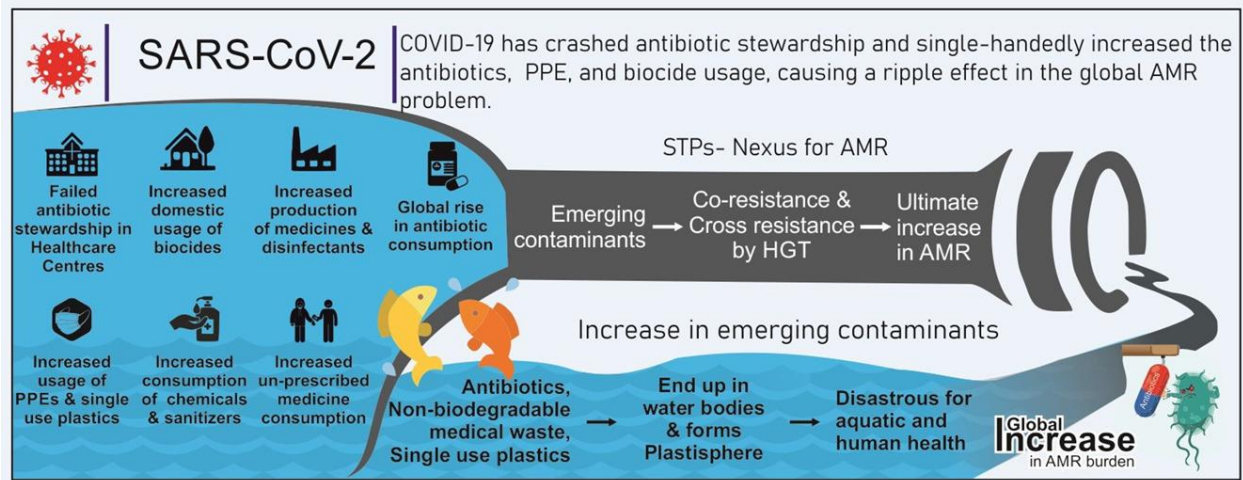 SARS-CoV-2
COVID-19 has crashed antibiotic stewardship and single-handedly increased the
antibiotics, PPE, and biocide usage, causing a ripple effect in the global AMR
problem.
Failed
antibiotic
stewardship in
Healthcare
Centres
Increased
domestic
usage of
biocides
Increased
production
of medicines &
disinfectants
Global rise
in antibiotic
consumption
Increased
usage of
PPEs & single
use plastics
Increased
consumption
of chemicals
& sanitizers
Increased
un-prescribed
medicine
consumption
STPs- Nexus for AMR
Emerging
contaminants
Co-resistance &
Cross resistance
by HGT
Ultimate
increase
in AMR
Increase in emerging contaminants
Antibiotics,
Non-biodegradable
medical waste,
Single use plastics
End up in
water bodies
& forms
Plastisphere
Disastrous for
aquatic and
human health
Global
Increase
in AMR burden
Antibiotics